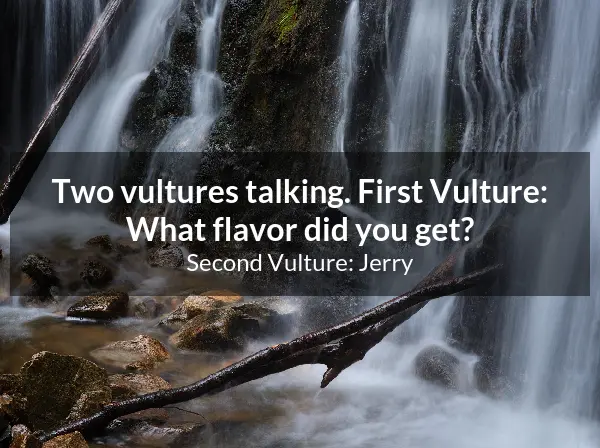 Two vultures talking. First Vulture:
What flavor did you get?
Second Vulture: Jerry